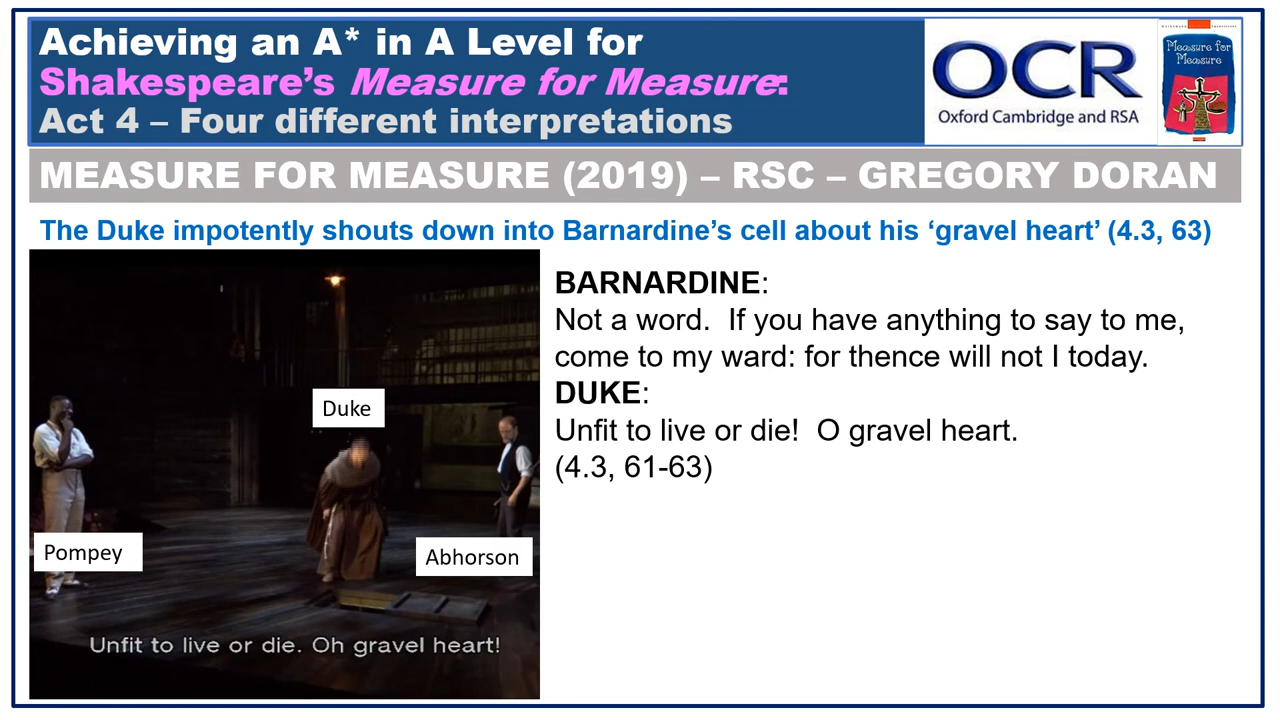 Achieving an A* in A Level for
Shakespeare's Measure for Measure:
Act 4 – Four different interpretations
OCR
Oxford Cambridge and RSA
Measure for
Measure
MEASURE FOR MEASURE (2019) – RSC – GREGORY DORAN
The Duke impotently shouts down into Barnardine's cell about his 'gravel heart' (4.3, 63)
Duke
Pompey
Abhorson
Unfit to live or die. Oh gravel heart!
BARNARDINE:
Not a word.  If you have anything to say to me,
come to my ward: for thence will not I today.
DUKE:
Unfit to live or die!  O gravel heart.
(4.3, 61-63)